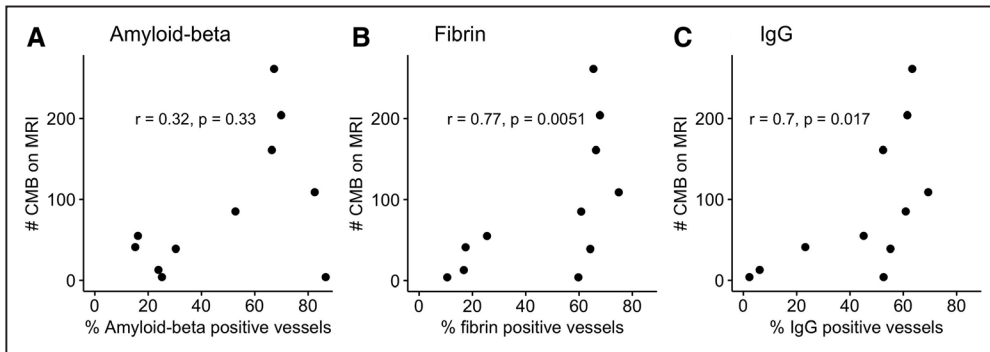 A Amyloid-beta
# CMB on MRI
200
100
0
r = 0.32, p = 0.33
0 20 40 60 80
% Amyloid-beta positive vessels
B Fibrin
# CMB on MRI
200
100
0
r = 0.77, p = 0.0051
0 20 40 60 80
% fibrin positive vessels
C IgG
# CMB on MRI
200
100
0
r = 0.7, p = 0.017
0 20 40 60 80
% IgG positive vessels